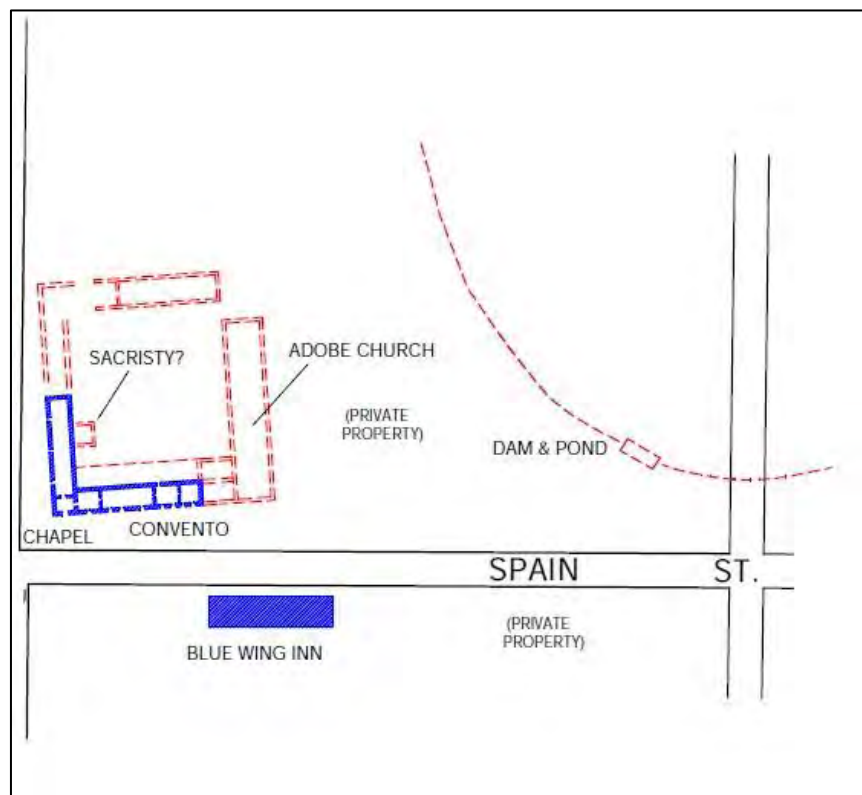 SACRISTY?
ADOBE CHURCH
(PRIVATE
PROPERTY)
DAM & POND
CHAPEL
CONVENTO
SPAIN ST.
BLUE WING INN
(PRIVATE
PROPERTY)